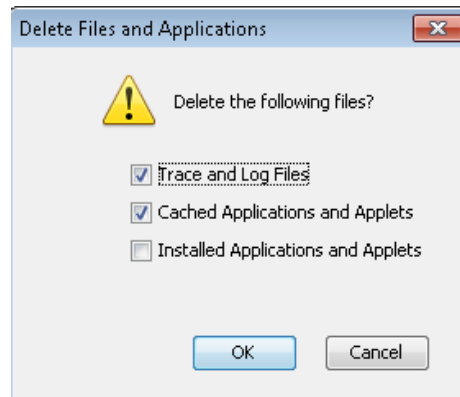 Delete Files and Applications
Delete the following files?
Trace and Log Files
Cached Applications and Applets
Installed Applications and Applets
OK Cancel